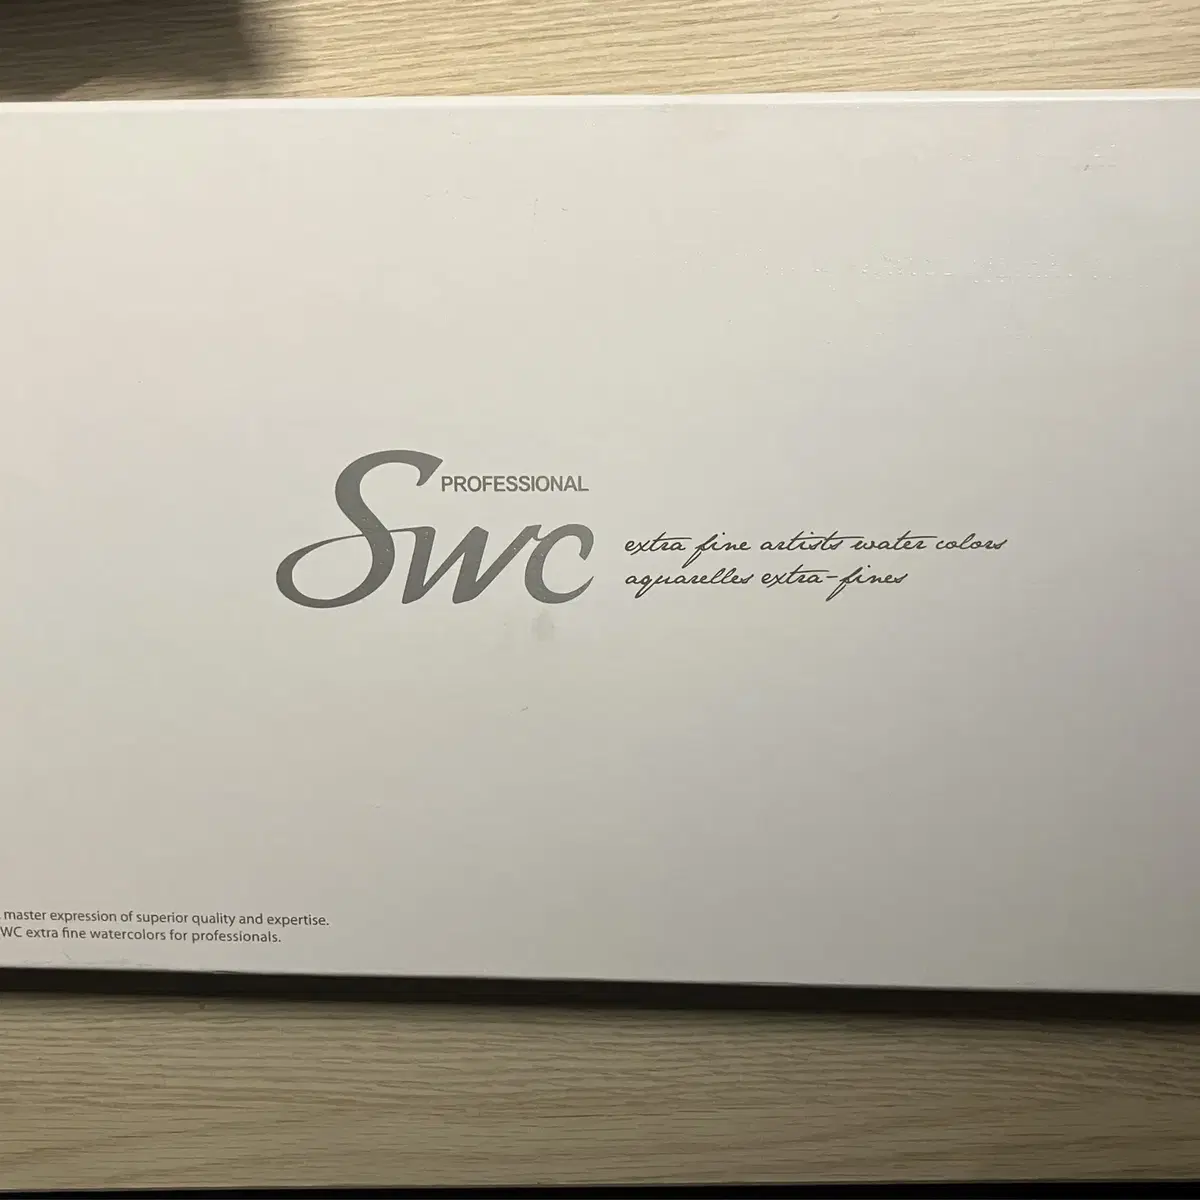 PROFESSIONAL
Swc
extra fine artists water colors
aquarelles extra-fines
master expression of superior quality and expertise.
WC extra fine watercolors for professionals.